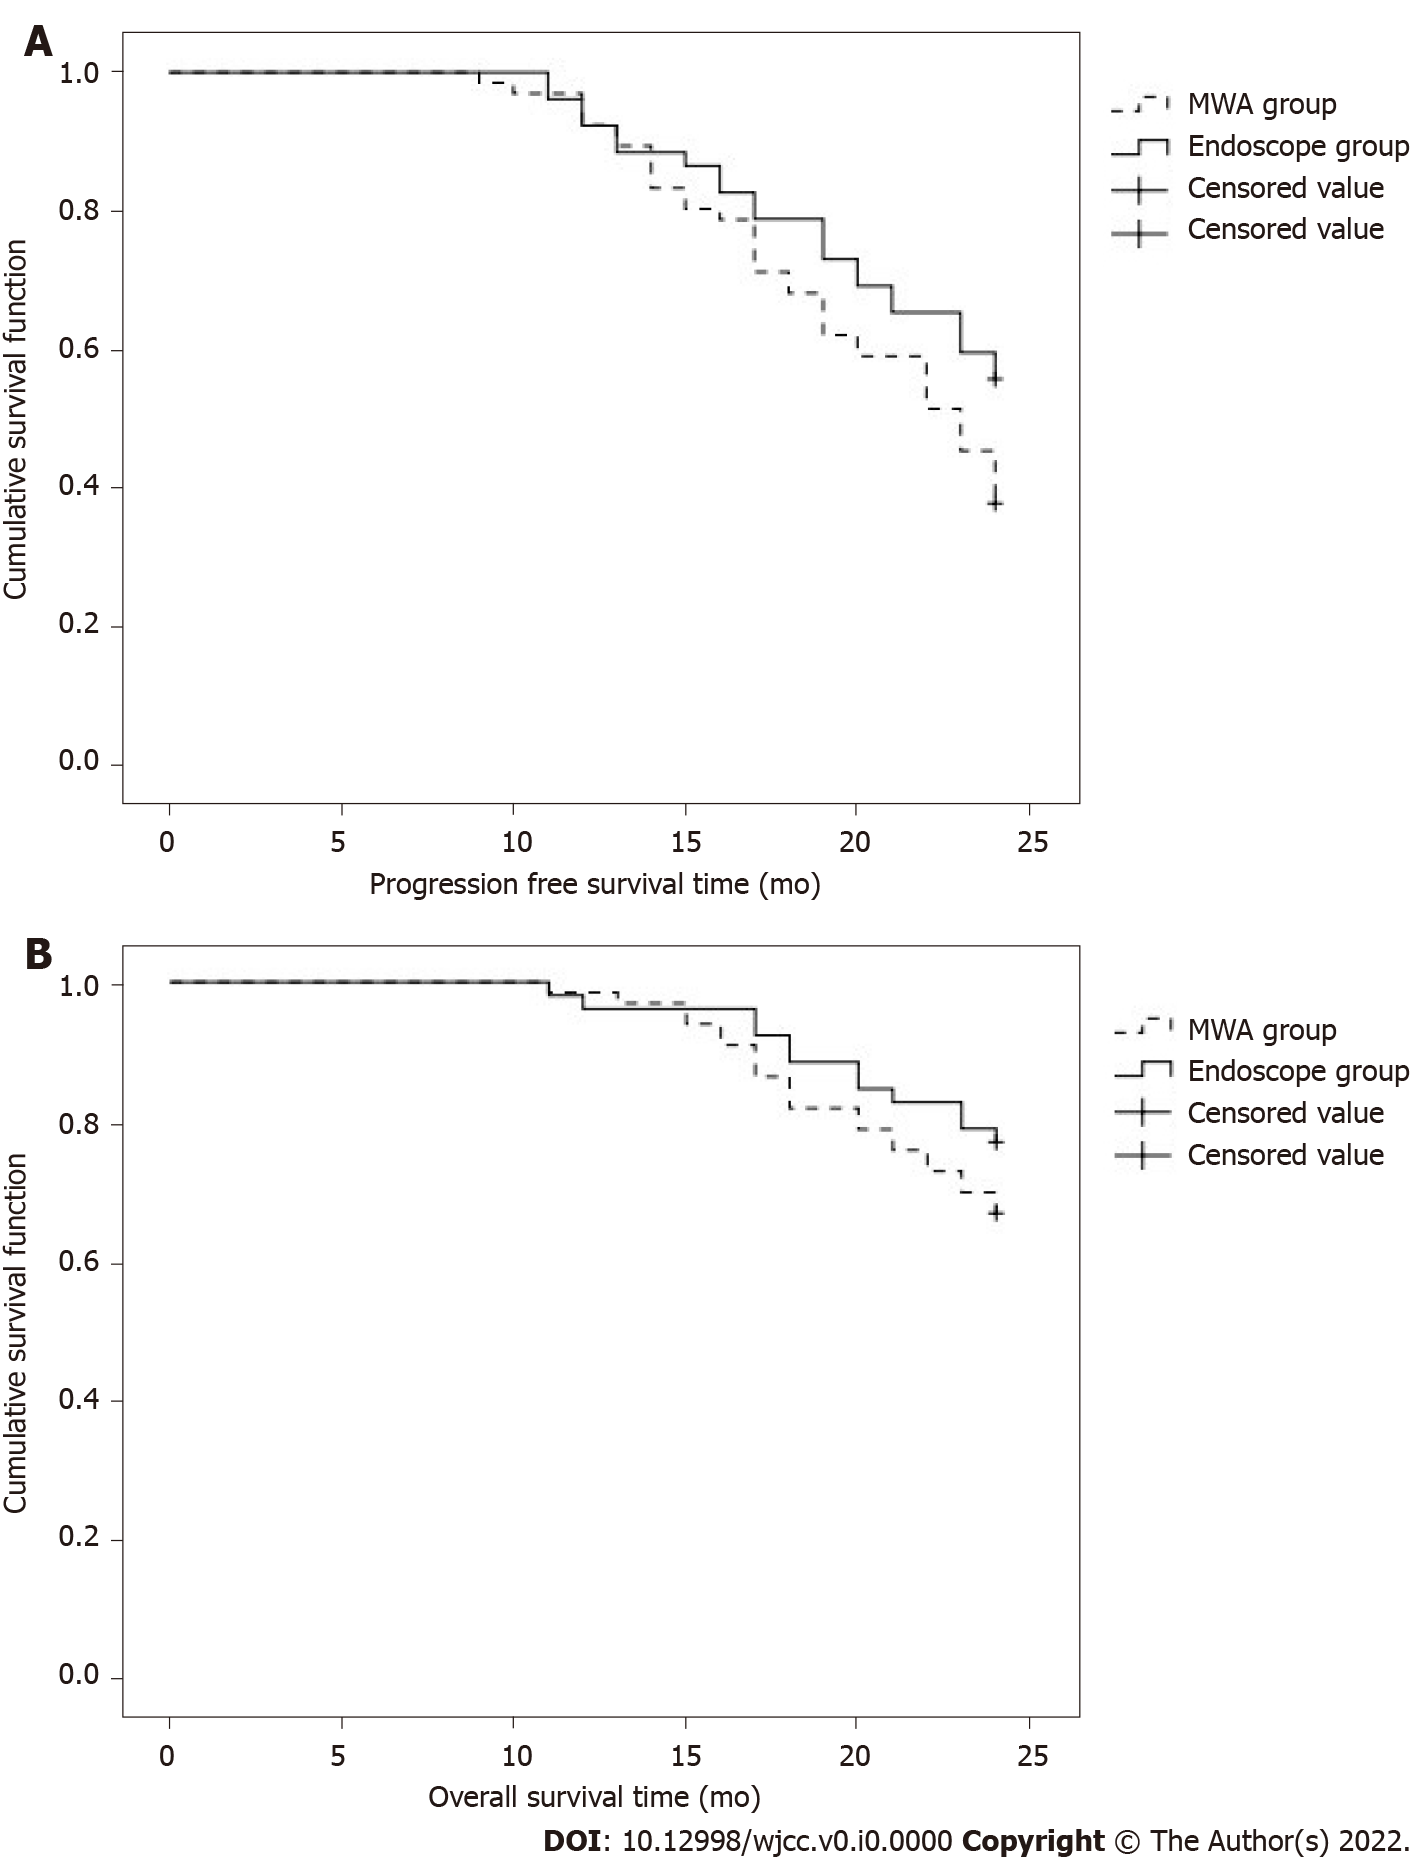 A
1.0
0.8
0.6
0.4
0.2
0.0
Cumulative survival function
0 5 10 15 20 25
Progression free survival time (mo)
MWA group
Endoscope group
Censored value
Censored value
B
1.0
0.8
0.6
0.4
0.2
0.0
Cumulative survival function
0 5 10 15 20 25
Overall survival time (mo)
MWA group
Endoscope group
Censored value
Censored value
DOI: 10.12998/wjcc.v0.i0.0000 Copyright © The Author(s) 2022.